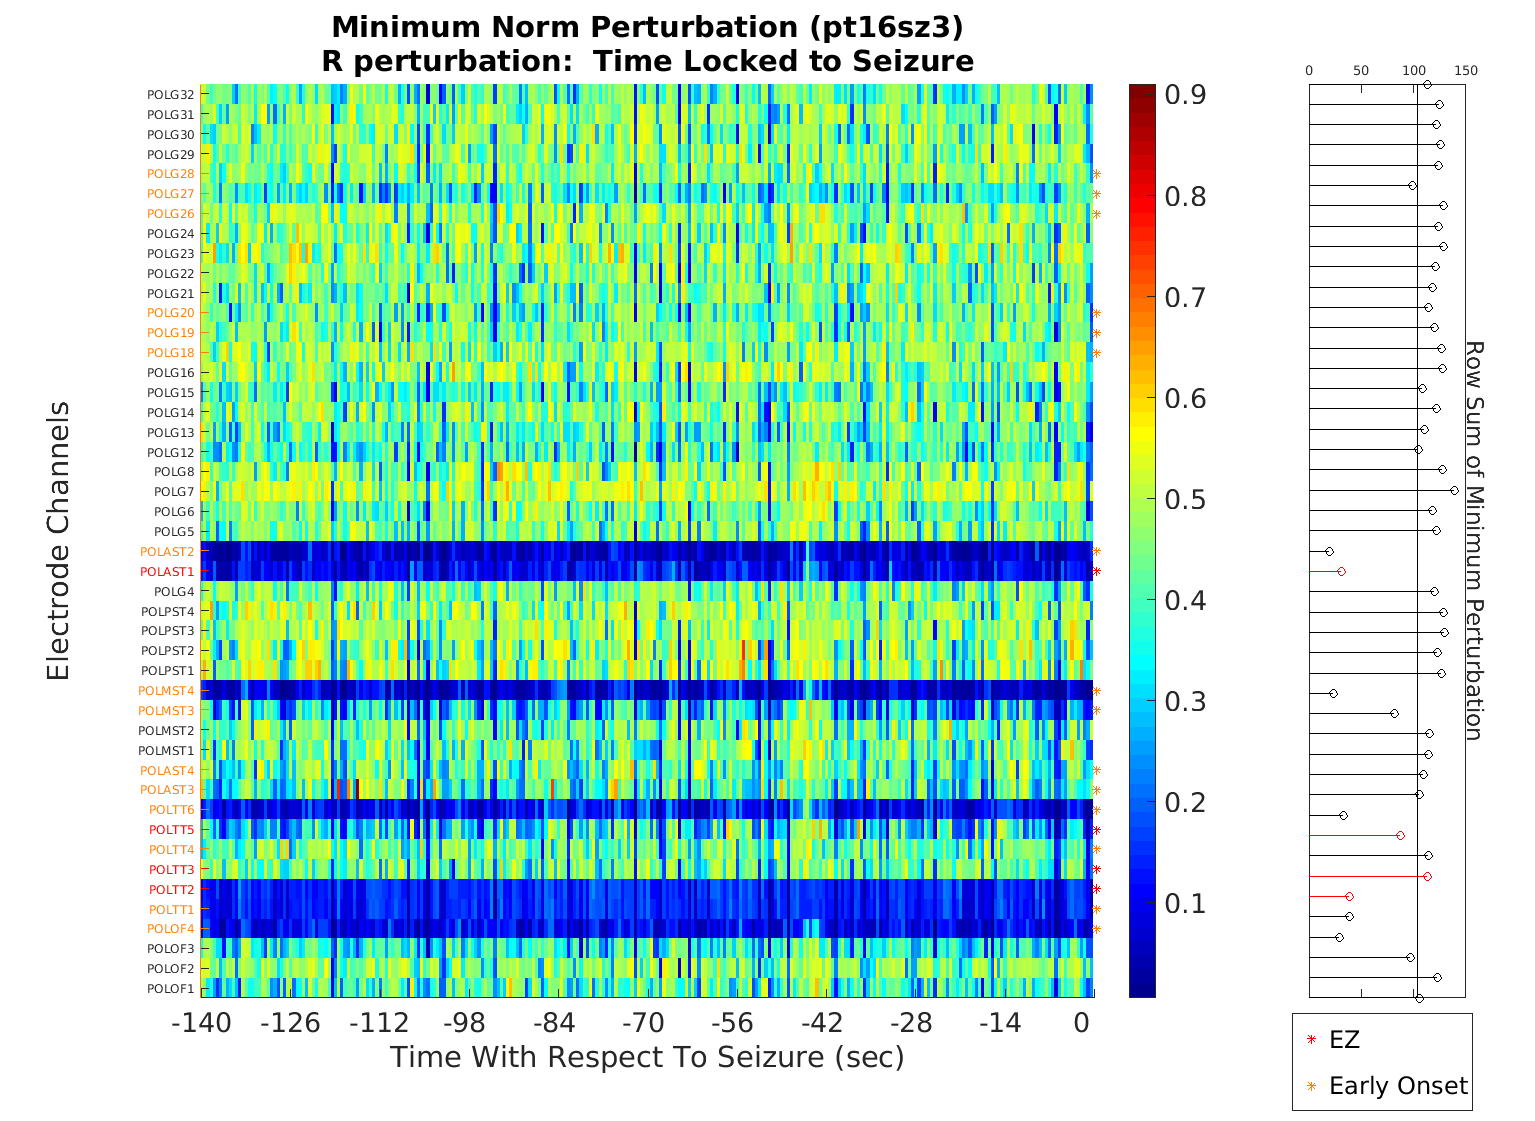 Minimum Norm Perturbation (pt16sz3)
R perturbation:  Time Locked to Seizure
Electrode Channels
POLG32
POLG31
POLG30
POLG29
POLG28
POLG27
POLG26
POLG24
POLG23
POLG22
POLG21
POLG20
POLG19
POLG18
POLG16
POLG15
POLG14
POLG13
POLG12
POLG8
POLG7
POLG6
POLG5
POLAST2
POLAST1
POLG4
POLPST4
POLPST3
POLPST2
POLPST1
POLMST4
POLMST3
POLMST2
POLMST1
POLAST4
POLAST3
POLTT6
POLTT5
POLTT4
POLTT3
POLTT2
POLTT1
POLOF4
POLOF3
POLOF2
POLOF1
-140 -126 -112 -98 -84 -70 -56 -42 -28 -14 0
Time With Respect To Seizure (sec)
0.9
0.8
0.7
0.6
0.5
0.4
0.3
0.2
0.1
0 50 100 150
Row Sum of Minimum Perturbation
EZ
Early Onset